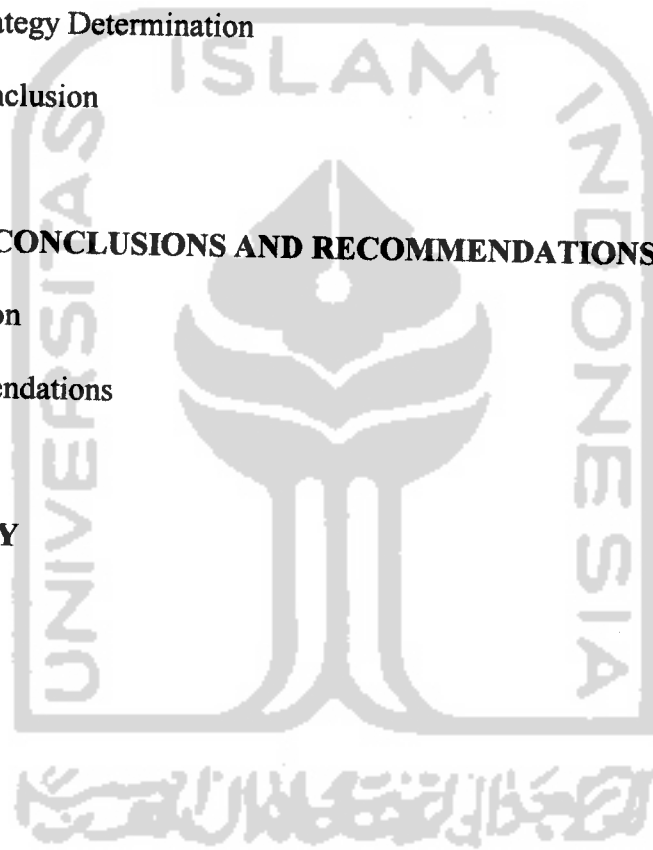 ategy Determination
ISLAM
nclusion
CONCLUSIONS AND RECOMMENDATIONS
on
endations
Y
UNIVERSITAS
INDONESIA